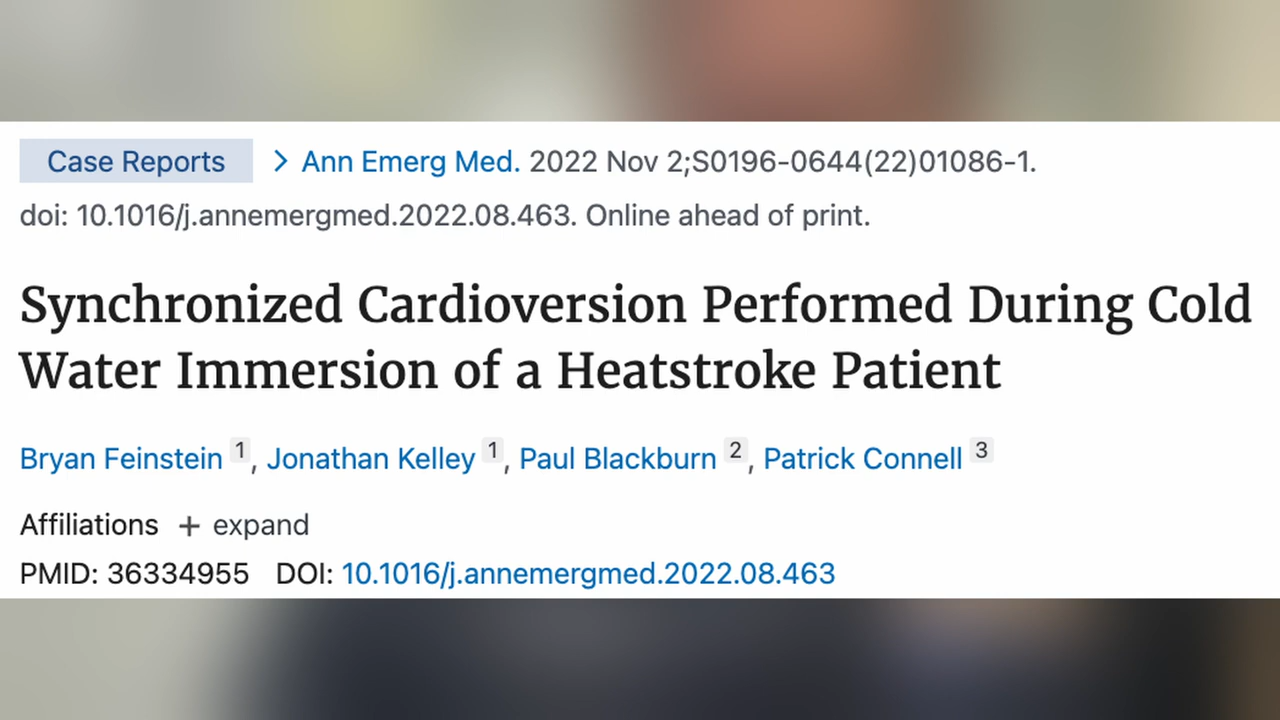 Case Reports > Ann Emerg Med. 2022 Nov 2;S0196-0644(22)01086-1.
doi: 10.1016/j.annemergmed.2022.08.463. Online ahead of print.
Synchronized Cardioversion Performed During Cold
Water Immersion of a Heatstroke Patient
Bryan Feinstein 1, Jonathan Kelley 1, Paul Blackburn 2, Patrick Connell 3
Affiliations + expand
PMID: 36334955 DOI: 10.1016/j.annemergmed.2022.08.463